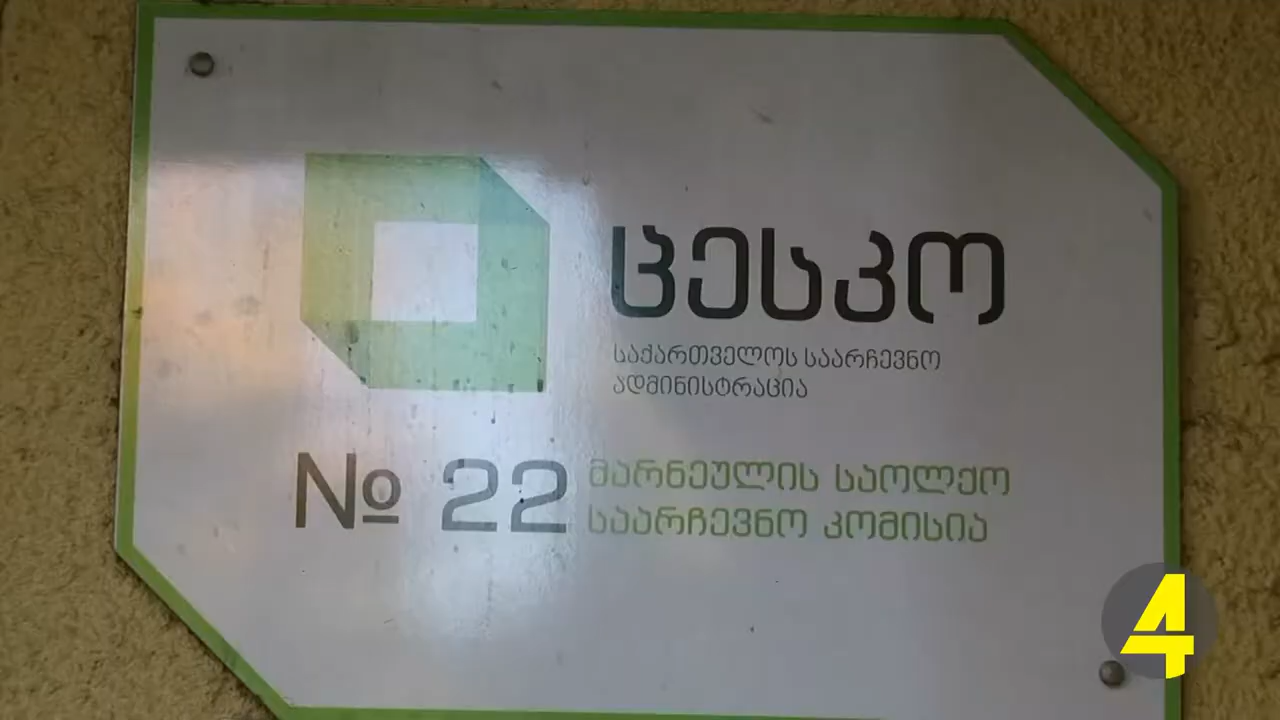 ცესკო
საქართველოს საარჩევნო
ადმინისტრაცია
№ 22 მარნეულის საოლქო
საარჩევნო კომისია
4